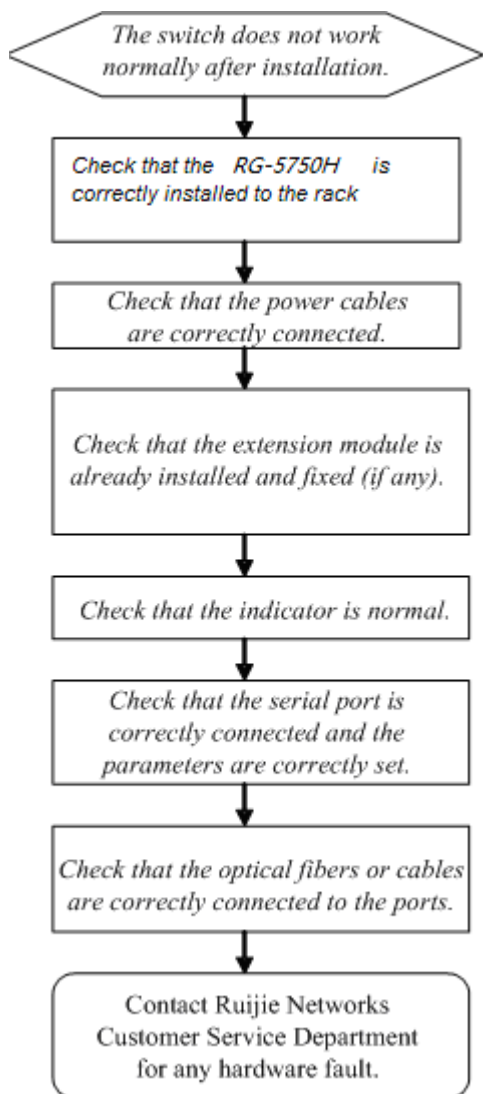 The switch does not work
normally after installation.
Check that the RG-5750H is
correctly installed to the rack
Check that the power cables
are correctly connected.
Check that the extension module is
already installed and fixed (if any).
Check that the indicator is normal.
Check that the serial port is
correctly connected and the
parameters are correctly set.
Check that the optical fibers or cables
are correctly connected to the ports.
Contact Ruijie Networks
Customer Service Department
for any hardware fault.